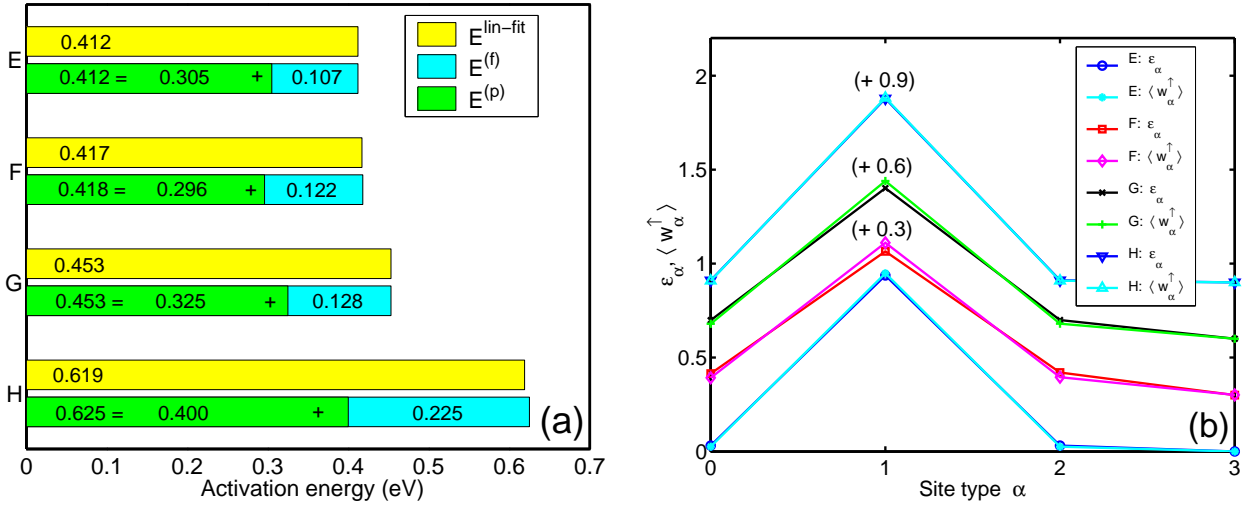 E^lin−fit
E^(f)
E^(p)
E
0.412
0.412 = 0.305 + 0.107
F
0.417
0.418 = 0.296 + 0.122
G
0.453
0.453 = 0.325 + 0.128
H
0.619
0.625 = 0.400 + 0.225
(a)
0 0.1 0.2 0.3 0.4 0.5 0.6 0.7
Activation energy (eV)
2
1.5
1
0.5
0
ε_α, ⟨ w_α^↑ ⟩
(+ 0.9)
(+ 0.6)
(+ 0.3)
E: ε_α
E: ⟨ w_α^↑ ⟩
F: ε_α
F: ⟨ w_α^↑ ⟩
G: ε_α
G: ⟨ w_α^↑ ⟩
H: ε_α
H: ⟨ w_α^↑ ⟩
(b)
0 1 2 3
Site type α